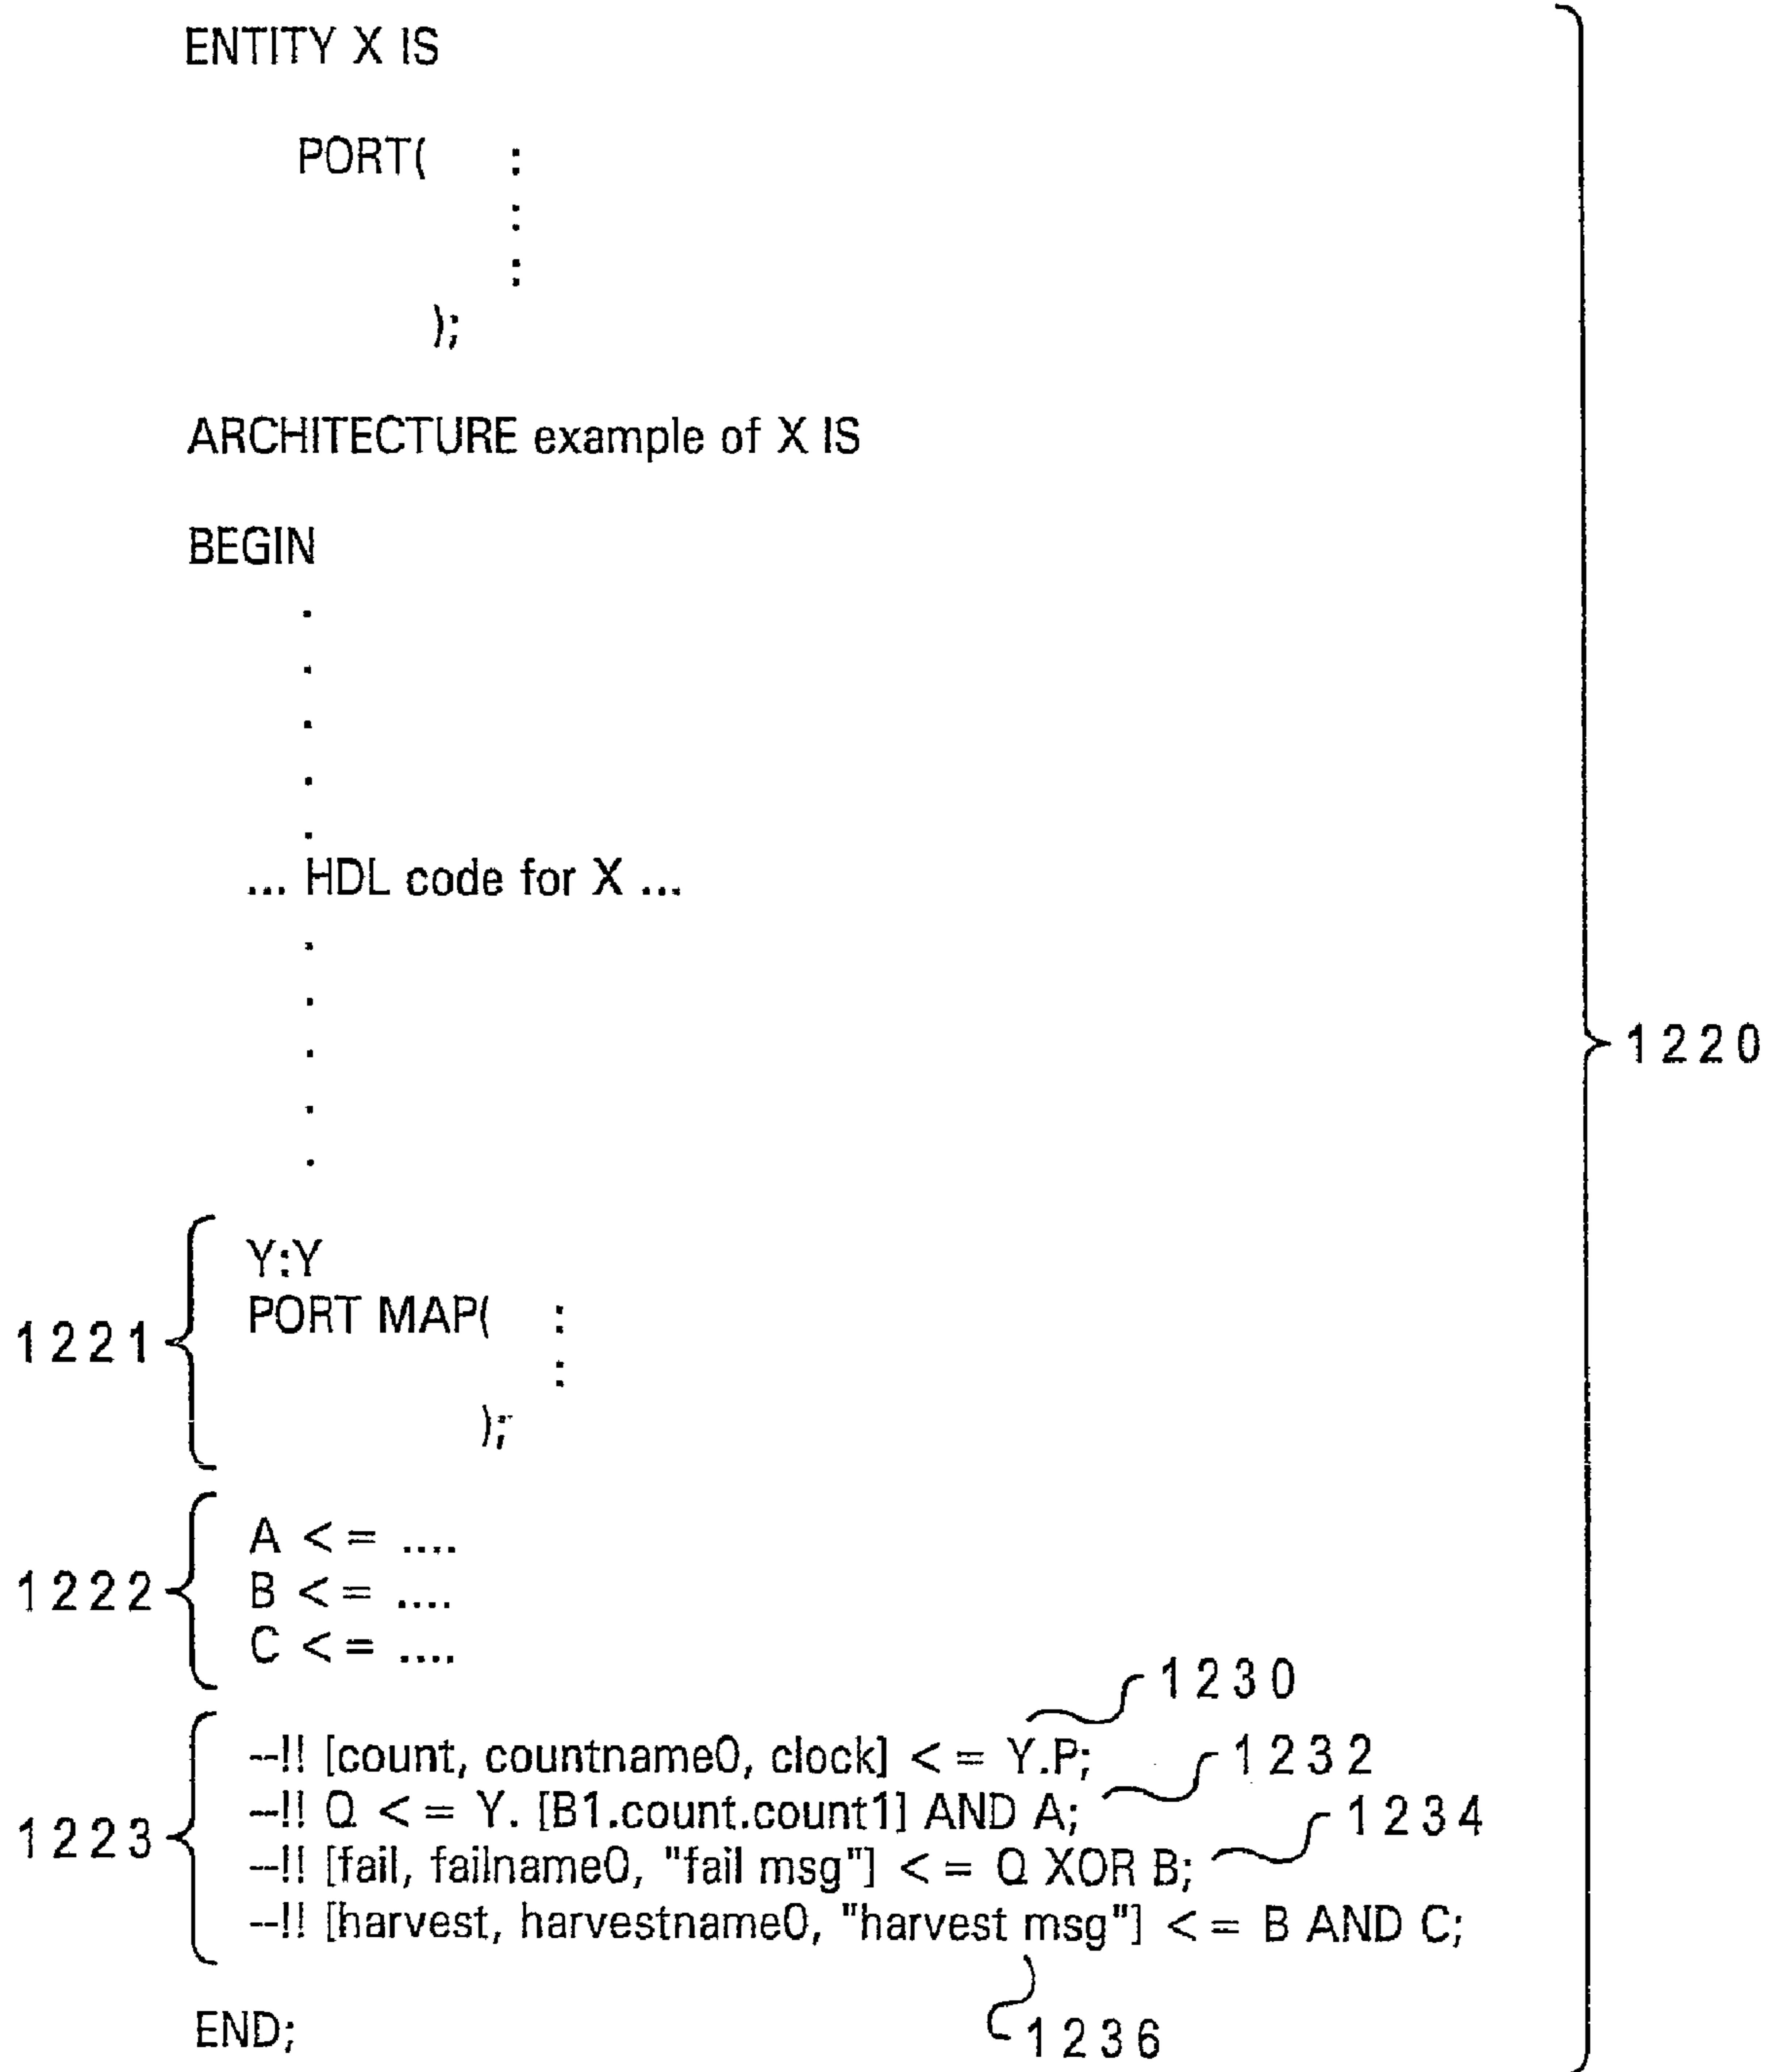 ENTITY X IS
PORT( :
:
:
);
ARCHITECTURE example of X IS
BEGIN
.
.
.
.
.
... HDL code for X ...
.
.
.
.
.
1220
1221
Y:Y
PORT MAP( :
:
);
1222
A <= ....
B <= ....
C <= ....
1230
1223
--!! [count, countname0, clock] <= Y.P;
1232
--!! Q <= Y. [B1.count.count1] AND A;
1234
--!! [fail, failname0, "fail msg"] <= Q XOR B;
--!! [harvest, harvestname0, "harvest msg"] <= B AND C;
END;
1236